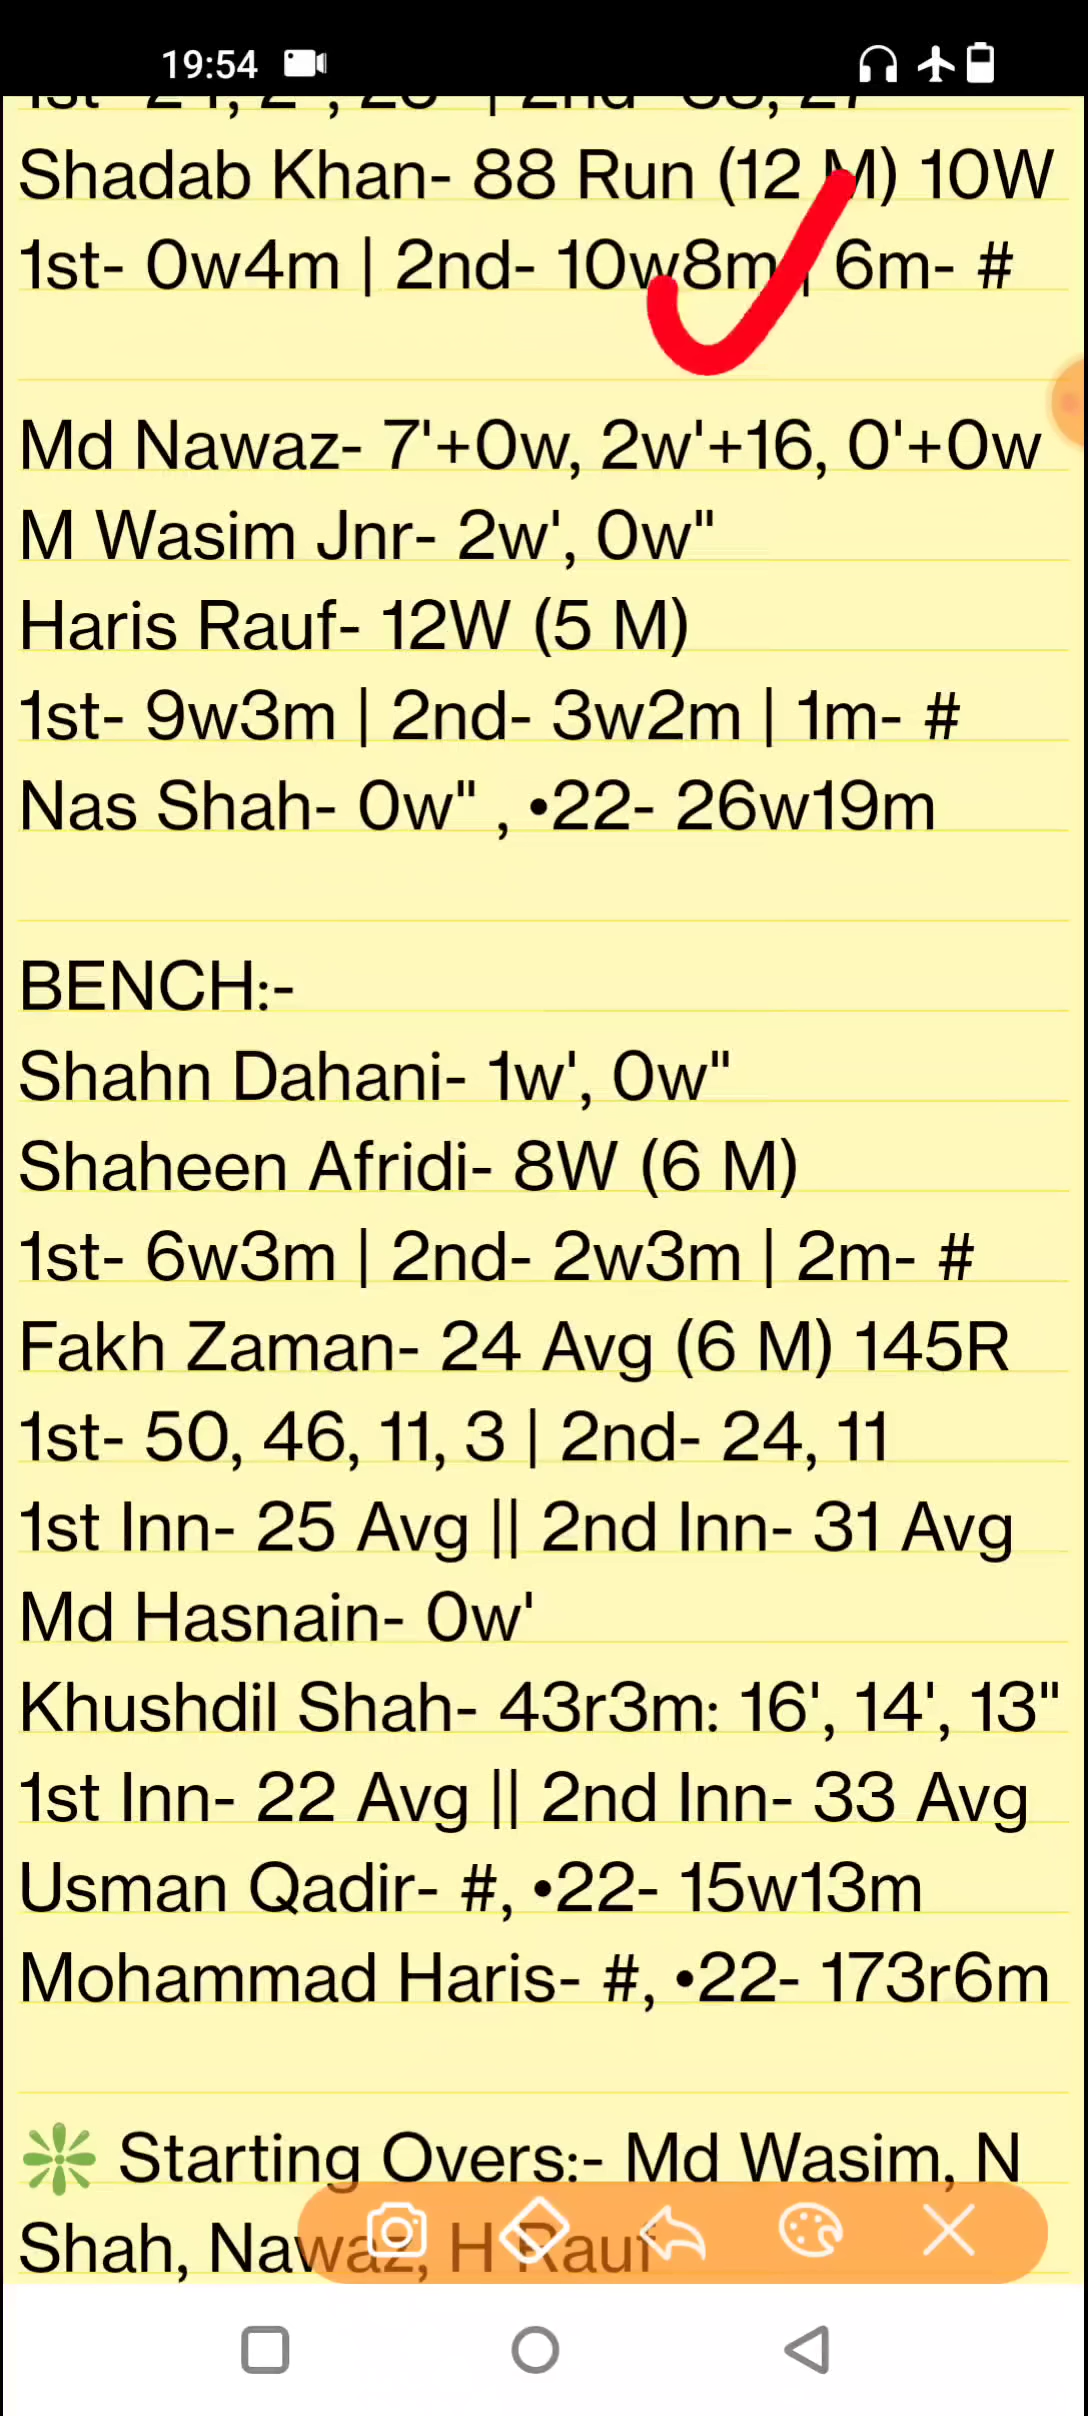 19:54
Shadab Khan- 88 Run (12 M) 10W
1st- 0w4m | 2nd- 10w8m | 6m- #
Md Nawaz- 7'+0w, 2w'+16, 0'+0w
M Wasim Jnr- 2w', 0w"
Haris Rauf- 12W (5 M)
1st- 9w3m | 2nd- 3w2m | 1m- #
Nas Shah- 0w" , •22- 26w19m
BENCH:-
Shahn Dahani- 1w', 0w"
Shaheen Afridi- 8W (6 M)
1st- 6w3m | 2nd- 2w3m | 2m- #
Fakh Zaman- 24 Avg (6 M) 145R
1st- 50, 46, 11, 3 | 2nd- 24, 11
1st Inn- 25 Avg || 2nd Inn- 31 Avg
Md Hasnain- 0w'
Khushdil Shah- 43r3m: 16', 14', 13"
1st Inn- 22 Avg || 2nd Inn- 33 Avg
Usman Qadir- #, •22- 15w13m
Mohammad Haris- #, •22- 173r6m
Starting Overs:- Md Wasim, N
Shah, Nawaz, H Rauf